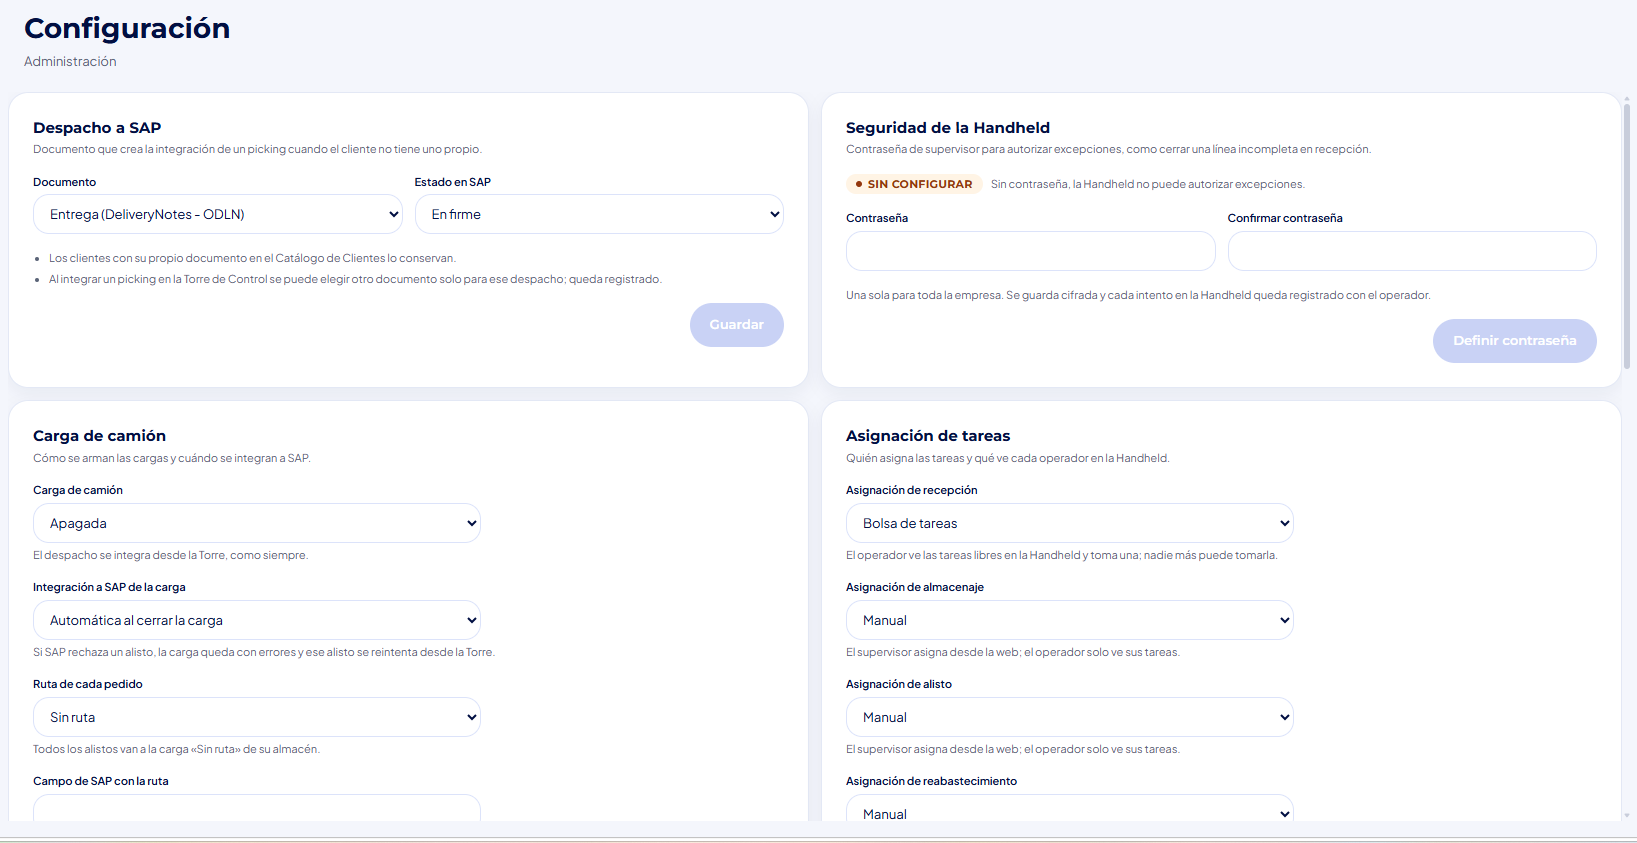 Configuración
Administración
Despacho a SAP
Documento que crea la integración de un picking cuando el cliente no tiene uno propio.
Documento
Estado en SAP
Entrega (DeliveryNotes - ODLN)
En firme
Los clientes con su propio documento en el Catálogo de Clientes lo conservan.
Al integrar un picking en la Torre de Control se puede elegir otro documento solo para ese despacho; queda registrado.
Guardar
Seguridad de la Handheld
Contraseña de supervisor para autorizar excepciones, como cerrar una línea incompleta en recepción.
SIN CONFIGURAR
Sin contraseña, la Handheld no puede autorizar excepciones.
Contraseña
Confirmar contraseña
Una sola para toda la empresa. Se guarda cifrada y cada intento en la Handheld queda registrado con el operador.
Definir contraseña
Carga de camión
Cómo se arman las cargas y cuándo se integran a SAP.
Carga de camión
Apagada
El despacho se integra desde la Torre, como siempre.
Integración a SAP de la carga
Automática al cerrar la carga
Si SAP rechaza un alisto, la carga queda con errores y ese alisto se reintenta desde la Torre.
Ruta de cada pedido
Sin ruta
Todos los alistos van a la carga «Sin ruta» de su almacén.
Campo de SAP con la ruta
Asignación de tareas
Quién asigna las tareas y qué ve cada operador en la Handheld.
Asignación de recepción
Bolsa de tareas
El operador ve las tareas libres en la Handheld y toma una; nadie más puede tomarla.
Asignación de almacenaje
Manual
El supervisor asigna desde la web; el operador solo ve sus tareas.
Asignación de alisto
Manual
El supervisor asigna desde la web; el operador solo ve sus tareas.
Asignación de reabastecimiento
Manual